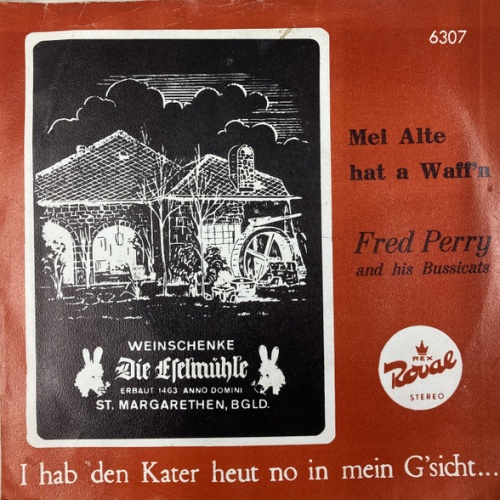 6307
Mei Alte
hat a Waff'n
Fred Perry
and his Bussicats
WEINSCHENKE
Die Eselmühle
ERBAUT 1463 ANNO DOMINI
ST. MARGARETHEN, BGLD.
REX
Royal
STEREO
I hab den Kater heut no in mein G'sicht...